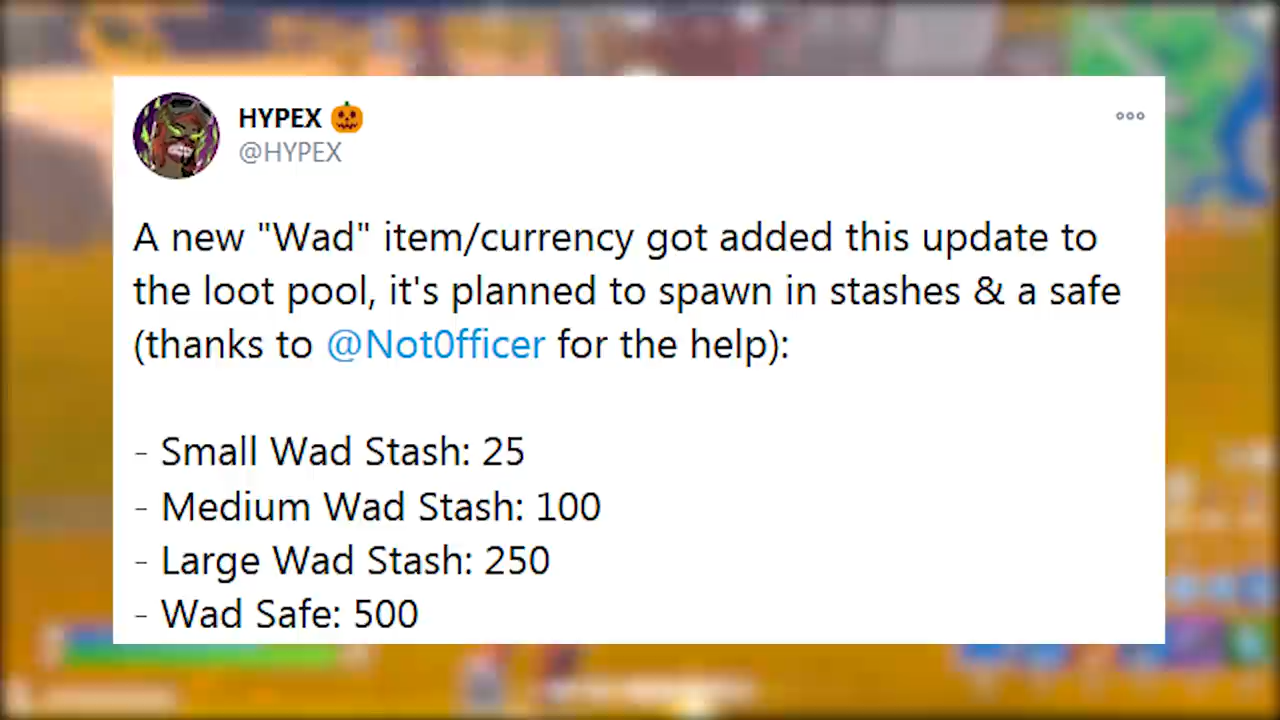 HYPEX 🎃
@HYPEX
A new "Wad" item/currency got added this update to
the loot pool, it's planned to spawn in stashes & a safe
(thanks to @Not0fficer for the help):
- Small Wad Stash: 25
- Medium Wad Stash: 100
- Large Wad Stash: 250
- Wad Safe: 500